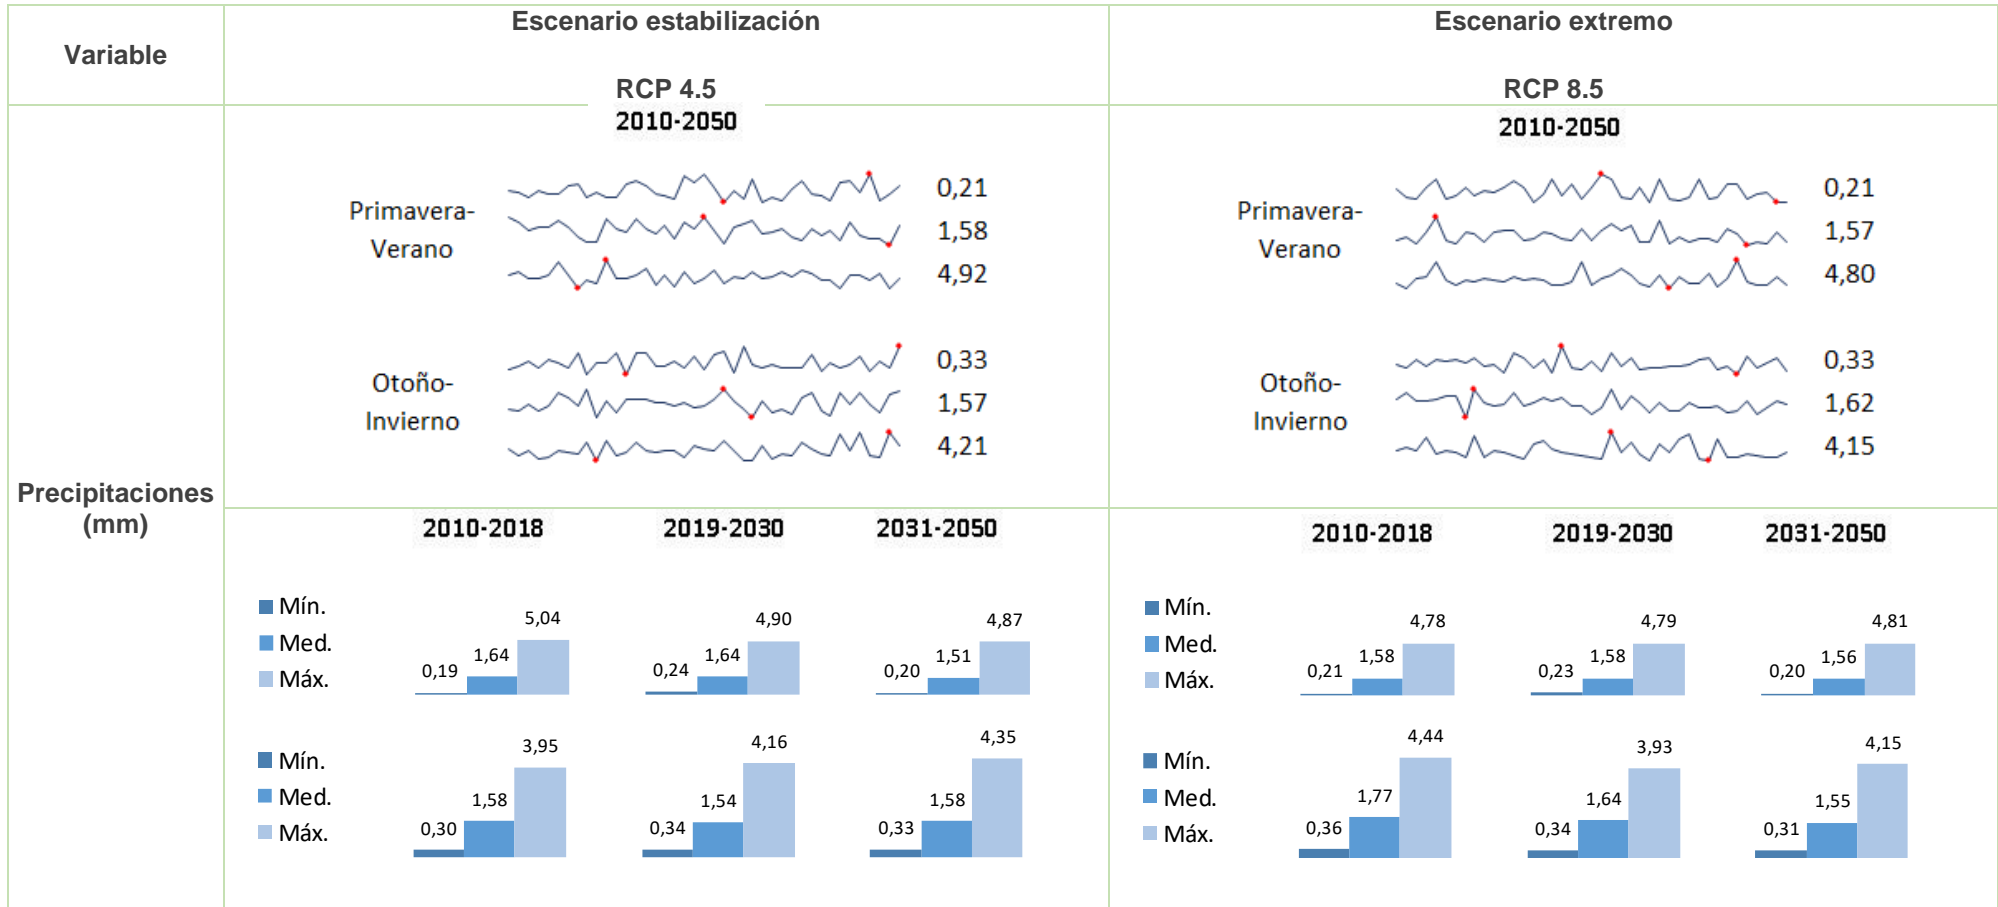 Variable
Escenario estabilización
RCP 4.5
Escenario extremo
RCP 8.5
Precipitaciones
(mm)
2010-2050
Primavera-
Verano
0,21
1,58
4,92
Otoño-
Invierno
0,33
1,57
4,21
2010-2050
Primavera-
Verano
0,21
1,57
4,80
Otoño-
Invierno
0,33
1,62
4,15
2010-2018 2019-2030 2031-2050
Mín.
Med.
Máx.
0,19 1,64 5,04 0,24 1,64 4,90 0,20 1,51 4,87
Mín.
Med.
Máx.
0,30 1,58 3,95 0,34 1,54 4,16 0,33 1,58 4,35
2010-2018 2019-2030 2031-2050
Mín.
Med.
Máx.
0,21 1,58 4,78 0,23 1,58 4,79 0,20 1,56 4,81
Mín.
Med.
Máx.
0,36 1,77 4,44 0,34 1,64 3,93 0,31 1,55 4,15